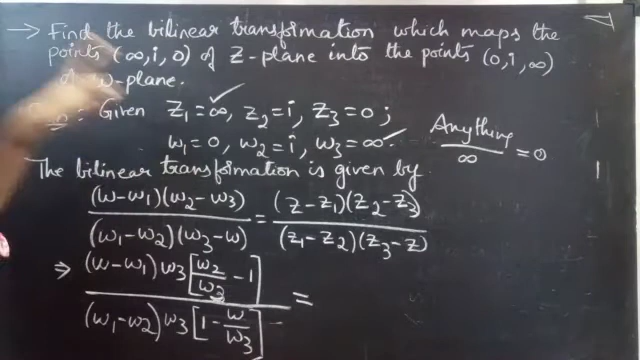 → Find the bilinear transformation which maps the
points (∞, i, 0) of Z-plane into the points (0, i, ∞)
of w-plane.
Given Z₁ = ∞, z₂ = i, Z₃ = 0 ;
w₁ = 0, w₂ = i, w₃ = ∞
Anything/∞ = 0
The bilinear transformation is given by
(w-w₁)(w₂-w₃)/(w₁-w₂)(w₃-w) = (z-z₁)(z₂-z₃)/(z₁-z₂)(z₃-z)
⇒ (w-w₁) w₃ [w₂/w₃ - 1]/(w₁-w₂) w₃ [1 - w/w₃] =